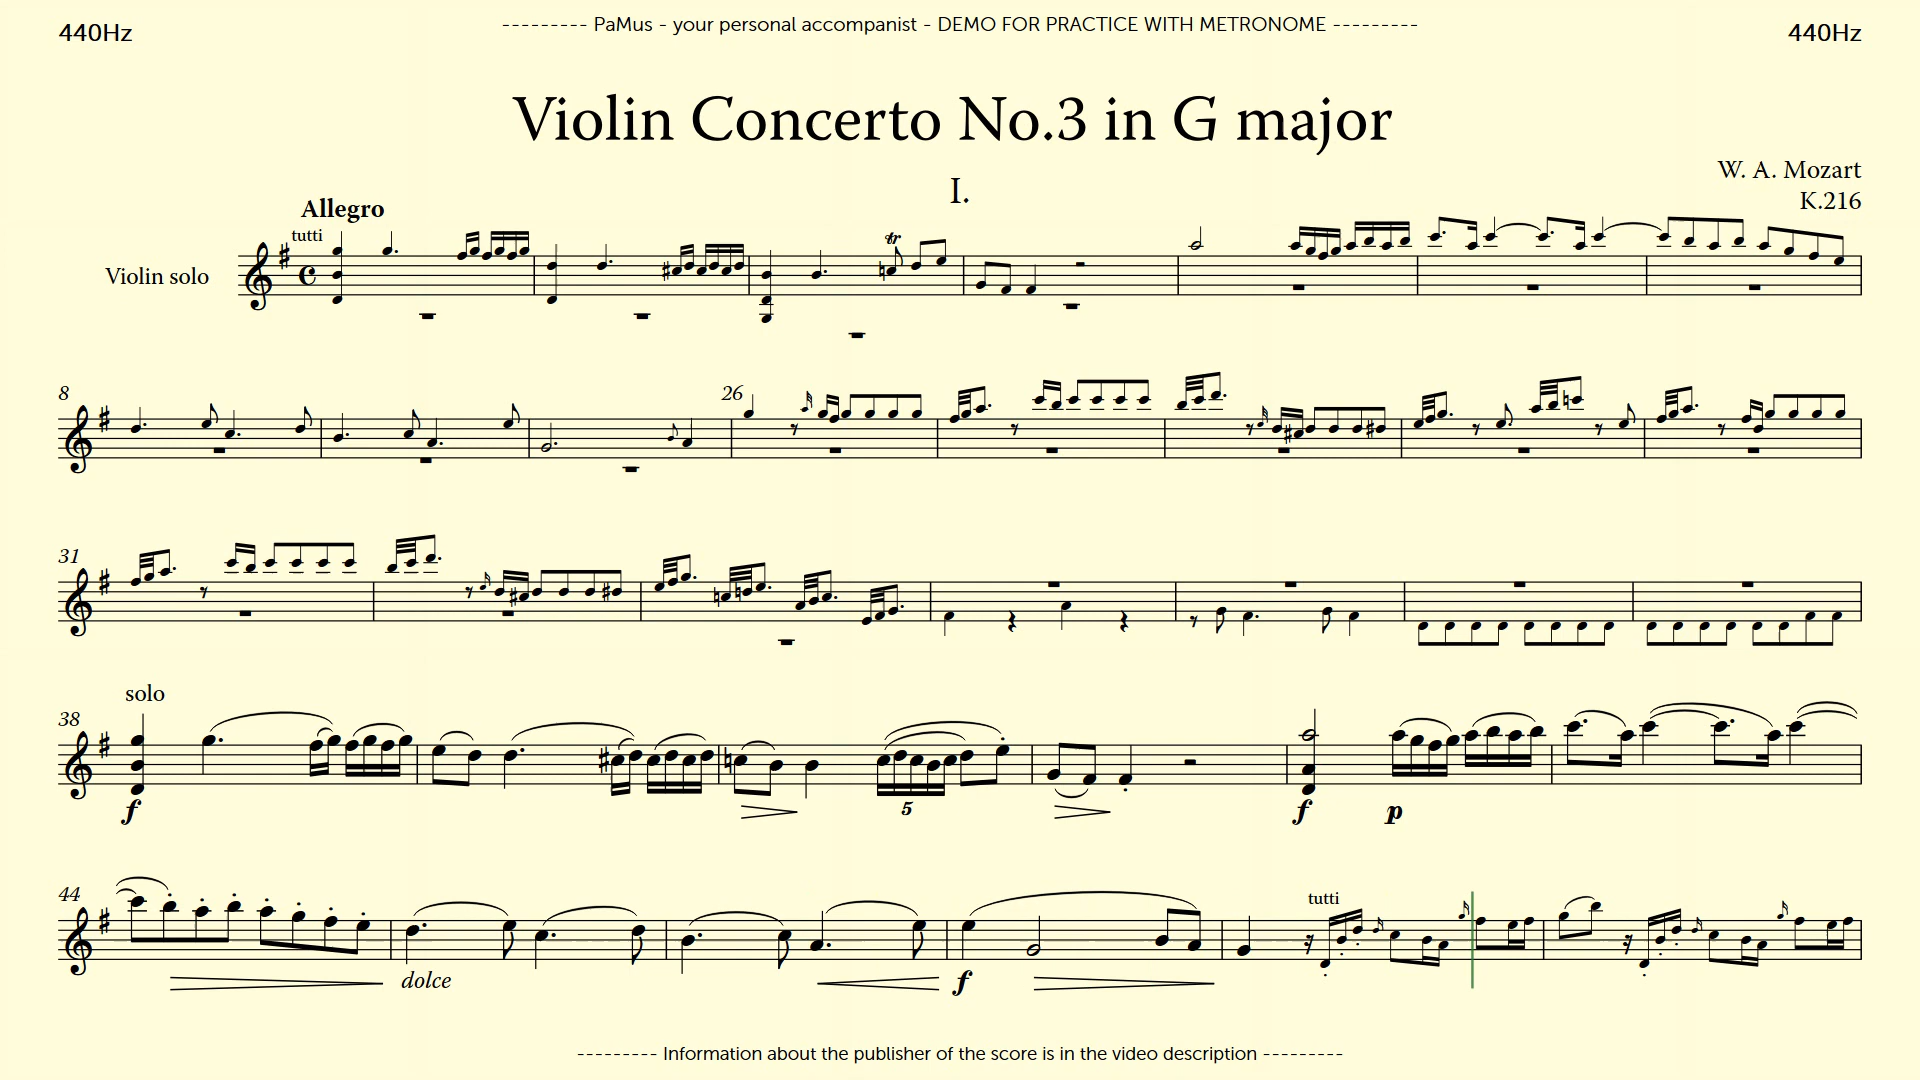 --------- PaMus - your personal accompanist - DEMO FOR PRACTICE WITH METRONOME ---------
440Hz
440Hz
Violin Concerto No.3 in G major
I.
W. A. Mozart
K.216
Allegro
tutti
tr
Violin solo
8
26
31
solo
38
f
5
f
p
44
tutti
dolce
f
--------- Information about the publisher of the score is in the video description ---------